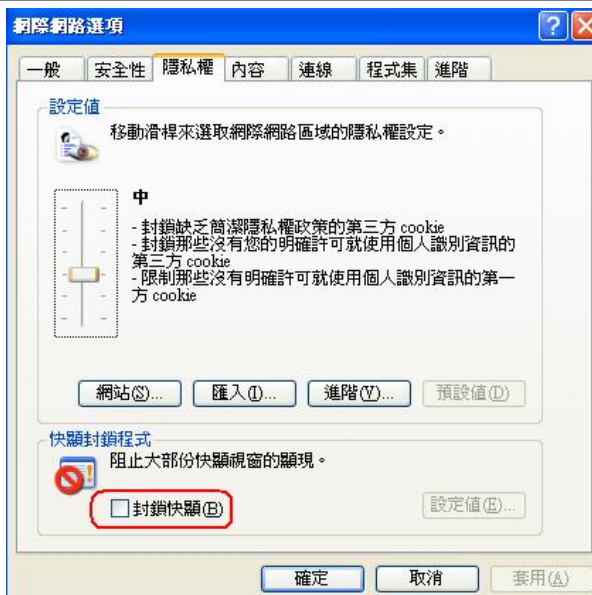 網際網路選項
一般 安全性 隱私權 內容 連線 程式集 進階
設定值
移動滑桿來選取網際網路區域的隱私權設定。
中
- 封鎖缺乏簡潔隱私權政策的第三方 cookie
- 封鎖那些沒有您的明確許可就使用個人識別資訊的
第三方 cookie
- 限制那些沒有明確許可就使用個人識別資訊的第一
方 cookie
網站(S)... 匯入(I)... 進階(V)... 預設值(D)
快顯封鎖程式
阻止大部份快顯視窗的顯現。
封鎖快顯(B) 設定值(E)...
確定 取消 套用(A)